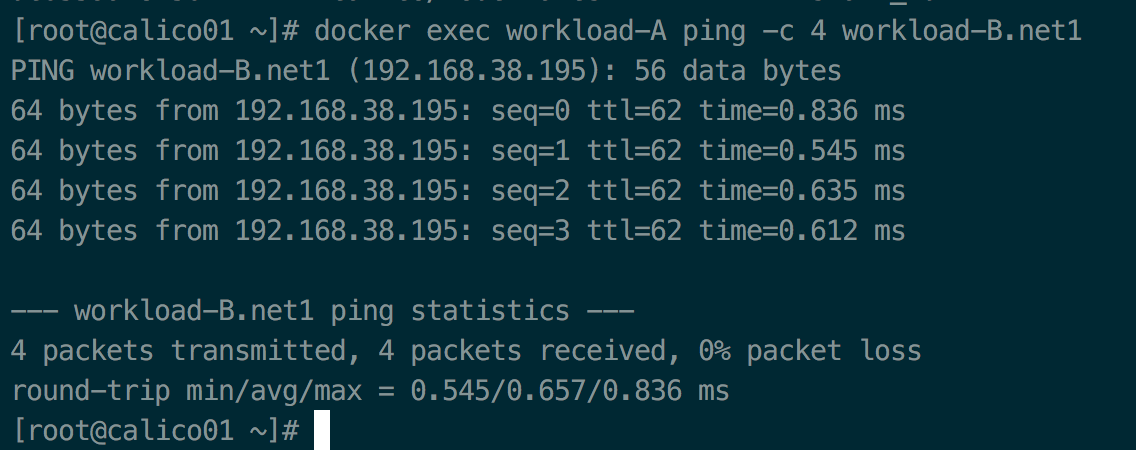 [root@calico01 ~]# docker exec workload-A ping -c 4 workload-B.net1
PING workload-B.net1 (192.168.38.195): 56 data bytes
64 bytes from 192.168.38.195: seq=0 ttl=62 time=0.836 ms
64 bytes from 192.168.38.195: seq=1 ttl=62 time=0.545 ms
64 bytes from 192.168.38.195: seq=2 ttl=62 time=0.635 ms
64 bytes from 192.168.38.195: seq=3 ttl=62 time=0.612 ms
--- workload-B.net1 ping statistics ---
4 packets transmitted, 4 packets received, 0% packet loss
round-trip min/avg/max = 0.545/0.657/0.836 ms
[root@calico01 ~]#